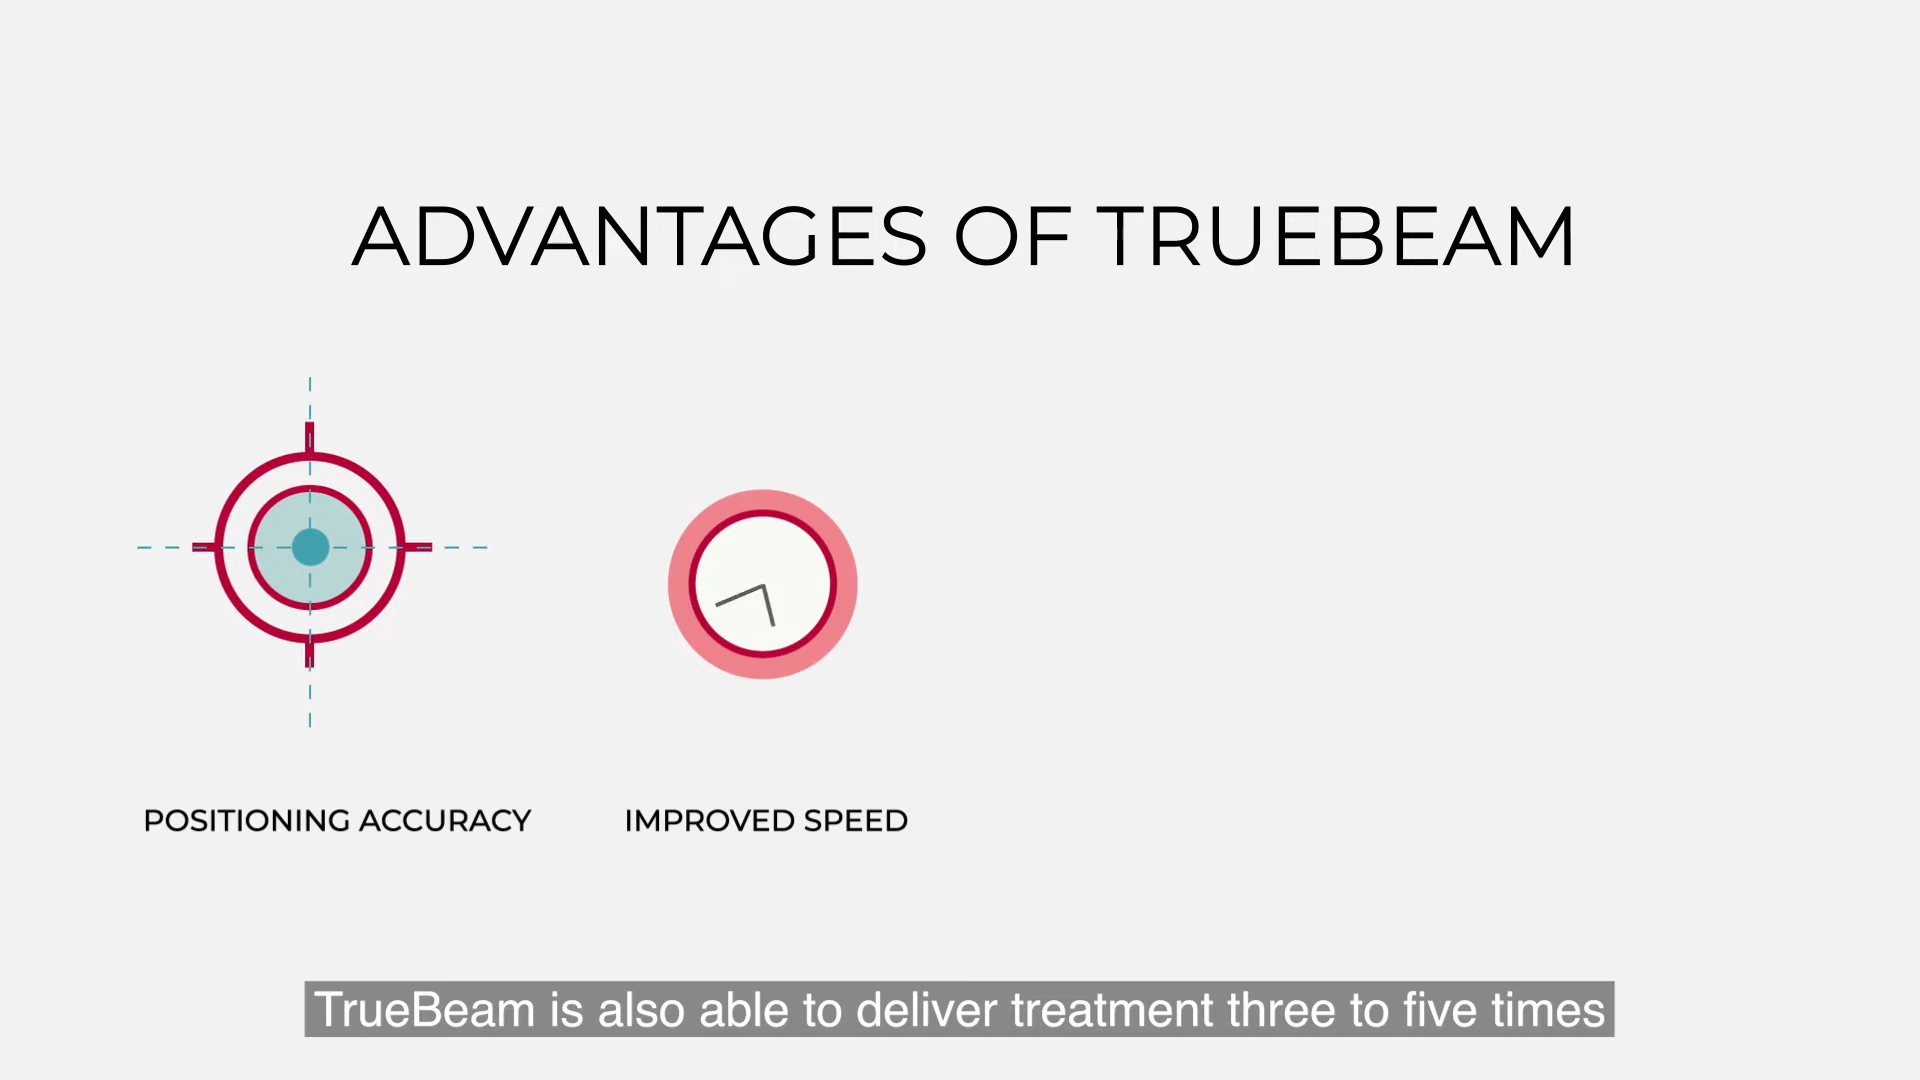 ADVANTAGES OF TRUEBEAM
POSITIONING ACCURACY
IMPROVED SPEED
TrueBeam is also able to deliver treatment three to five times